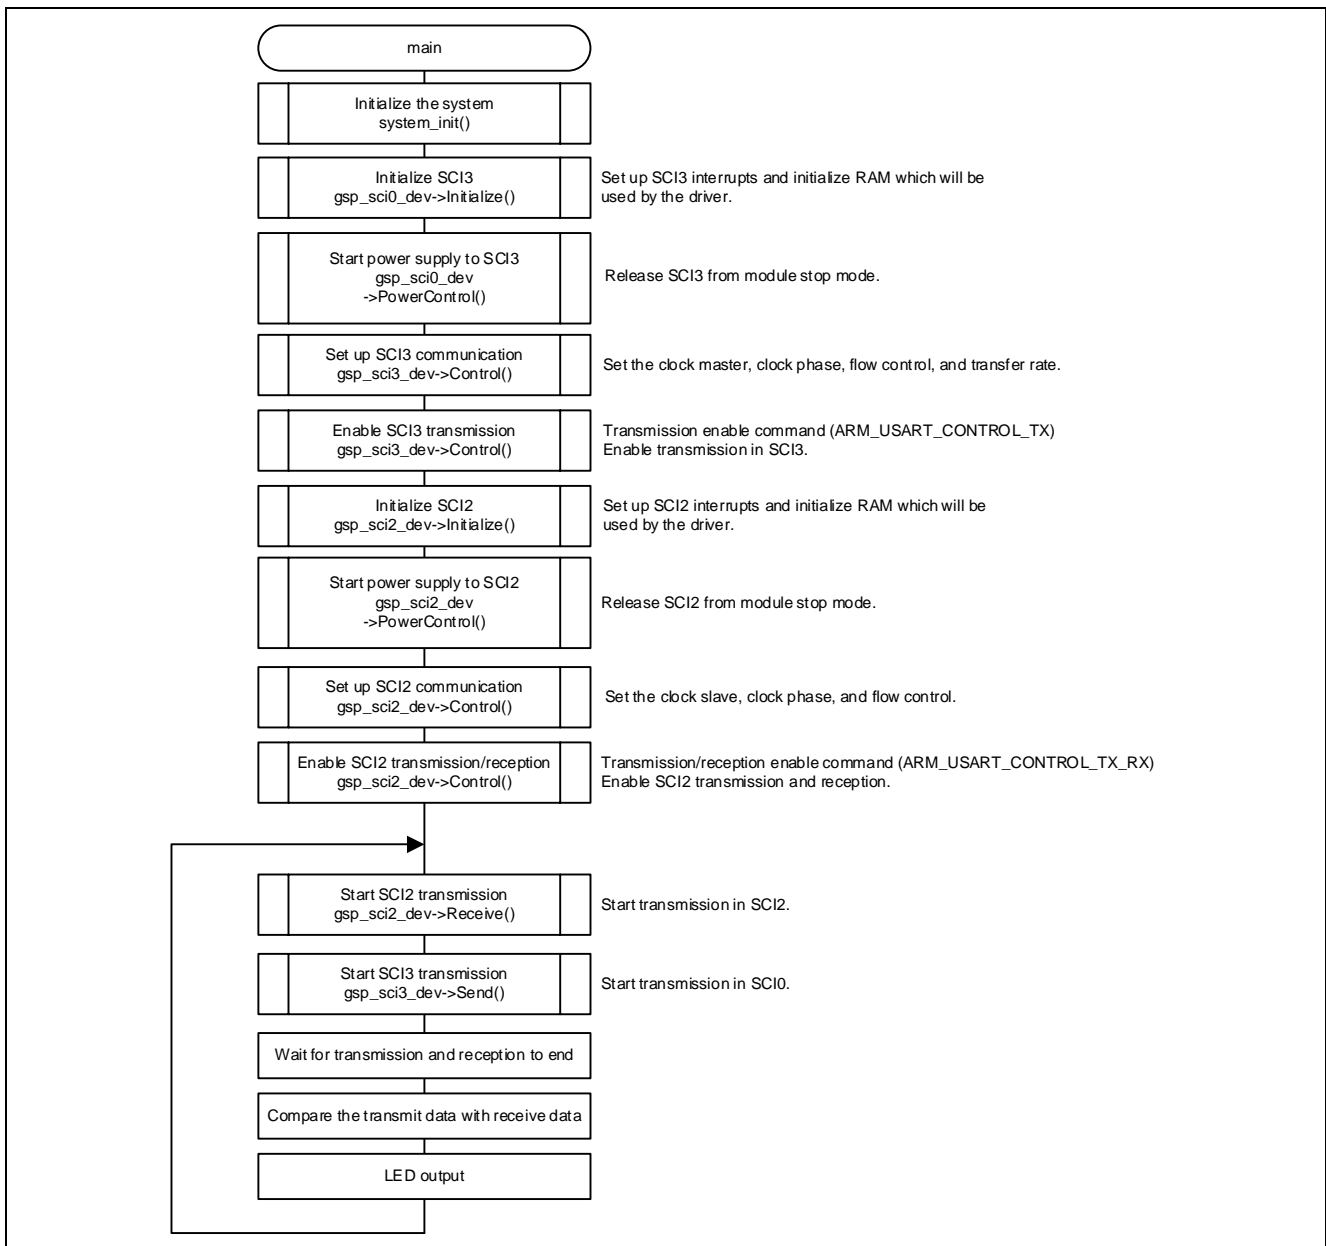 main
Initialize the system
system_init()
Initialize SCI3
gsp_sci0_dev->Initialize()
Set up SCI3 interrupts and initialize RAM which will be
used by the driver.
Start power supply to SCI3
gsp_sci0_dev
->PowerControl()
Release SCI3 from module stop mode.
Set up SCI3 communication
gsp_sci3_dev->Control()
Set the clock master, clock phase, flow control, and transfer rate.
Enable SCI3 transmission
gsp_sci3_dev->Control()
Transmission enable command (ARM_USART_CONTROL_TX)
Enable transmission in SCI3.
Initialize SCI2
gsp_sci2_dev->Initialize()
Set up SCI2 interrupts and initialize RAM which will be
used by the driver.
Start power supply to SCI2
gsp_sci2_dev
->PowerControl()
Release SCI2 from module stop mode.
Set up SCI2 communication
gsp_sci2_dev->Control()
Set the clock slave, clock phase, and flow control.
Enable SCI2 transmission/reception
gsp_sci2_dev->Control()
Transmission/reception enable command (ARM_USART_CONTROL_TX_RX)
Enable SCI2 transmission and reception.
Start SCI2 transmission
gsp_sci2_dev->Receive()
Start transmission in SCI2.
Start SCI3 transmission
gsp_sci3_dev->Send()
Start transmission in SCI0.
Wait for transmission and reception to end
Compare the transmit data with receive data
LED output